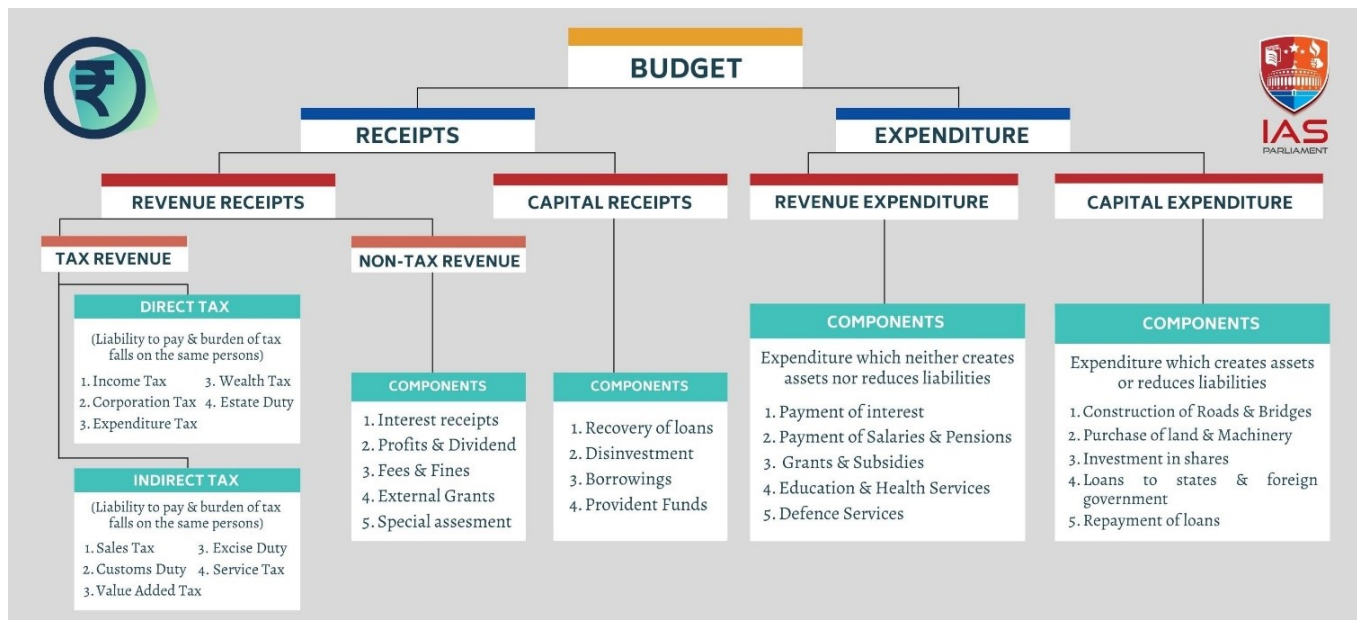 BUDGET
IAS
PARLIAMENT
RECEIPTS
EXPENDITURE
REVENUE RECEIPTS
CAPITAL RECEIPTS
REVENUE EXPENDITURE
CAPITAL EXPENDITURE
TAX REVENUE
NON-TAX REVENUE
DIRECT TAX
(Liability to pay & burden of tax
falls on the same persons)
1. Income Tax 3. Wealth Tax
2. Corporation Tax 4. Estate Duty
3. Expenditure Tax
INDIRECT TAX
(Liability to pay & burden of tax
falls on the same persons)
1. Sales Tax 3. Excise Duty
2. Customs Duty 4. Service Tax
3. Value Added Tax
COMPONENTS
1. Interest receipts
2. Profits & Dividend
3. Fees & Fines
4. External Grants
5. Special assesment
COMPONENTS
1. Recovery of loans
2. Disinvestment
3. Borrowings
4. Provident Funds
COMPONENTS
Expenditure which neither creates
assets nor reduces liabilities
1. Payment of interest
2. Payment of Salaries & Pensions
3. Grants & Subsidies
4. Education & Health Services
5. Defence Services
COMPONENTS
Expenditure which creates assets
or reduces liabilities
1. Construction of Roads & Bridges
2. Purchase of land & Machinery
3. Investment in shares
4. Loans to states & foreign
government
5. Repayment of loans